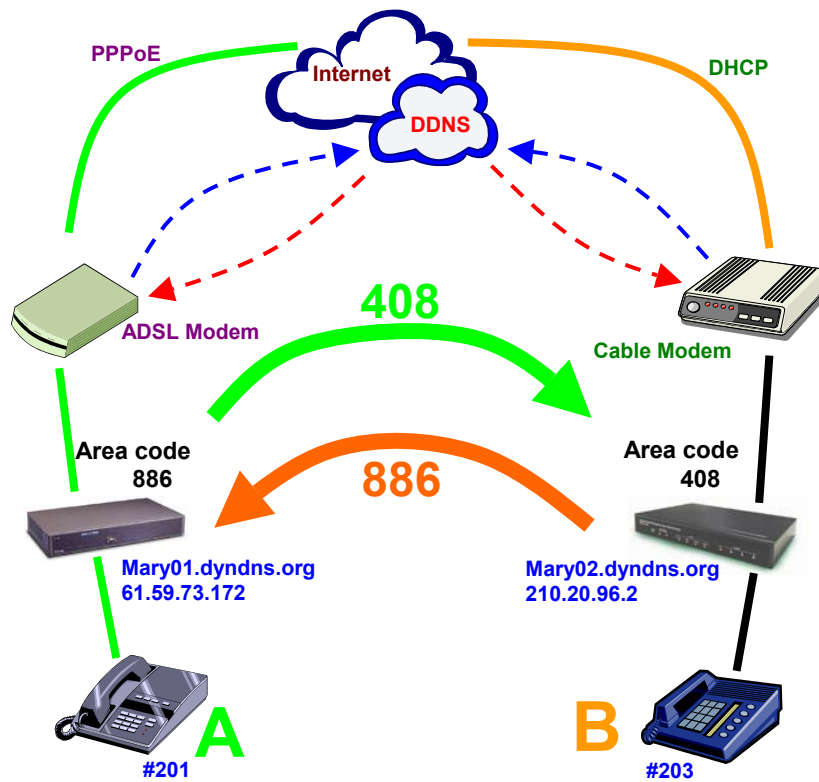 PPPoE
Internet
DHCP
DDNS
408
ADSL Modem
Cable Modem
Area code
886
886
Area code
408
Mary01.dyndns.org
61.59.73.172
Mary02.dyndns.org
210.20.96.2
A
#201
B
#203